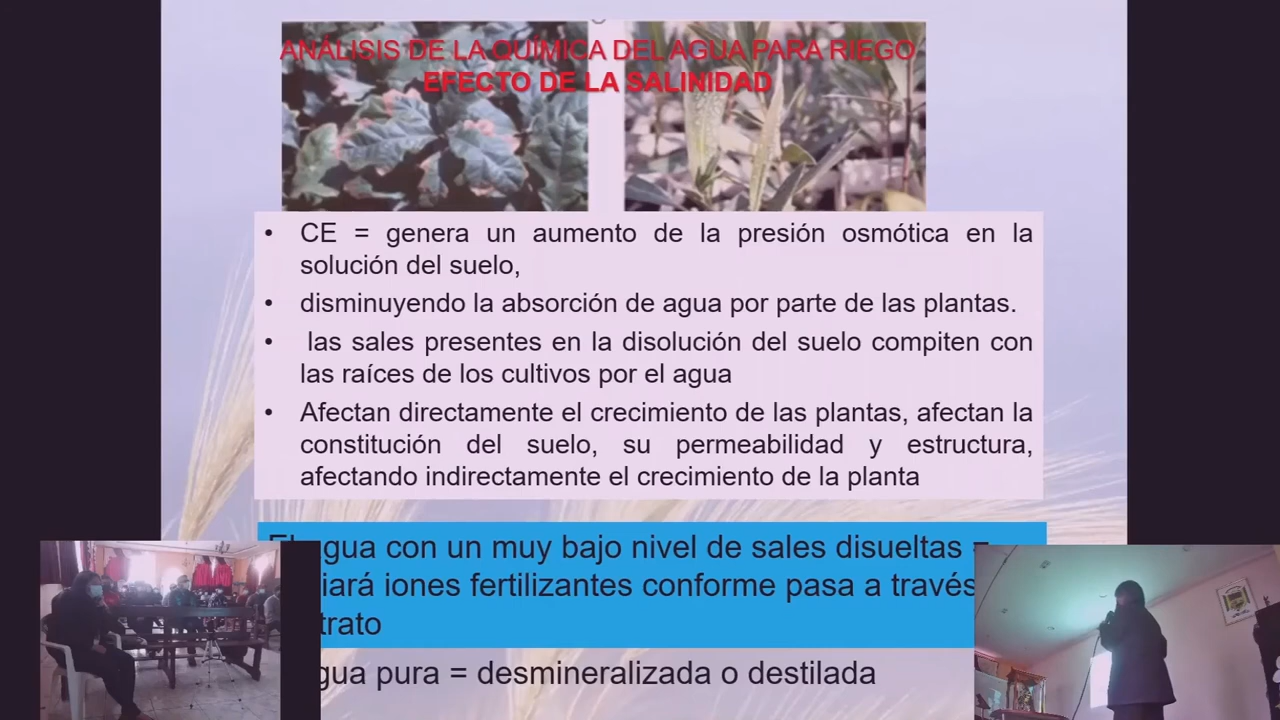 ANÁLISIS DE LA QUÍMICA DEL AGUA PARA RIEGO
EFECTO DE LA SALINIDAD
• CE = genera un aumento de la presión osmótica en la
solución del suelo,
• disminuyendo la absorción de agua por parte de las plantas.
• las sales presentes en la disolución del suelo compiten con
las raíces de los cultivos por el agua
• Afectan directamente el crecimiento de las plantas, afectan la
constitución del suelo, su permeabilidad y estructura,
afectando indirectamente el crecimiento de la planta
El agua con un muy bajo nivel de sales disueltas =
iará iones fertilizantes conforme pasa a través
trato
gua pura = desmineralizada o destilada